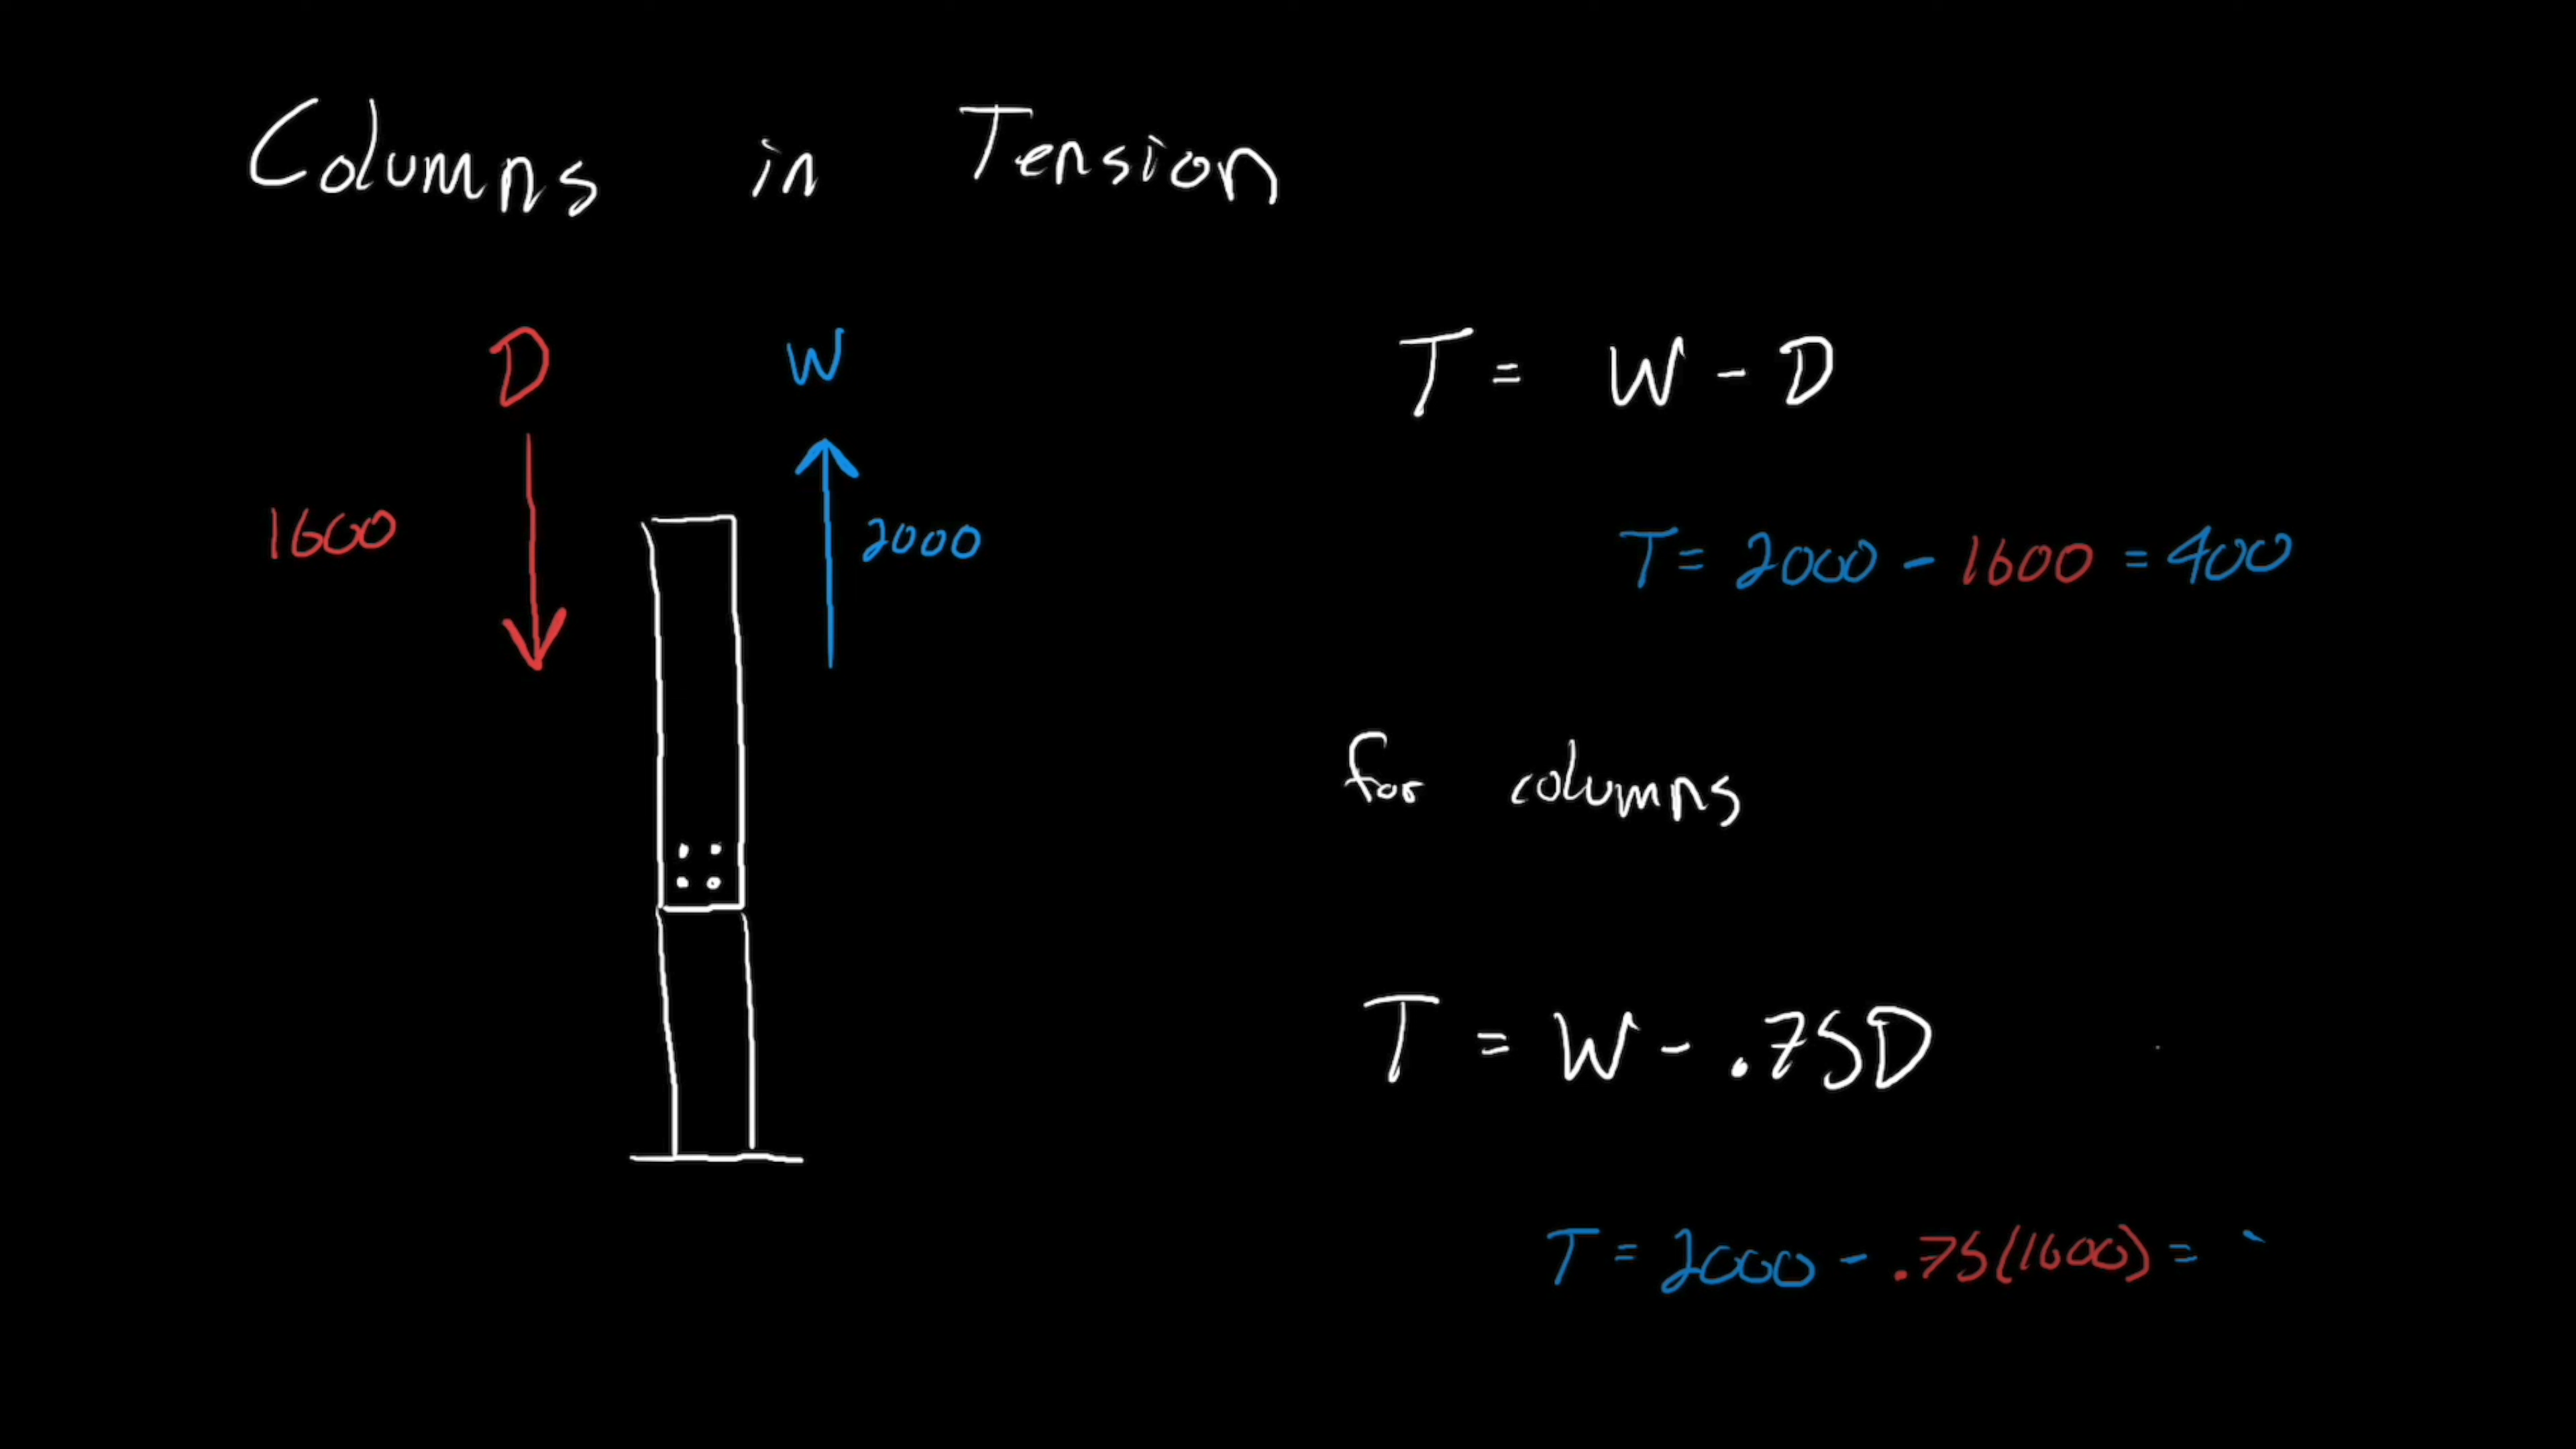 Columns in Tension
D
W
1600
2000
T = W - D
T = 2000 - 1600 = 400
for columns
T = W - .75D
T = 2000 - .75(1600) =